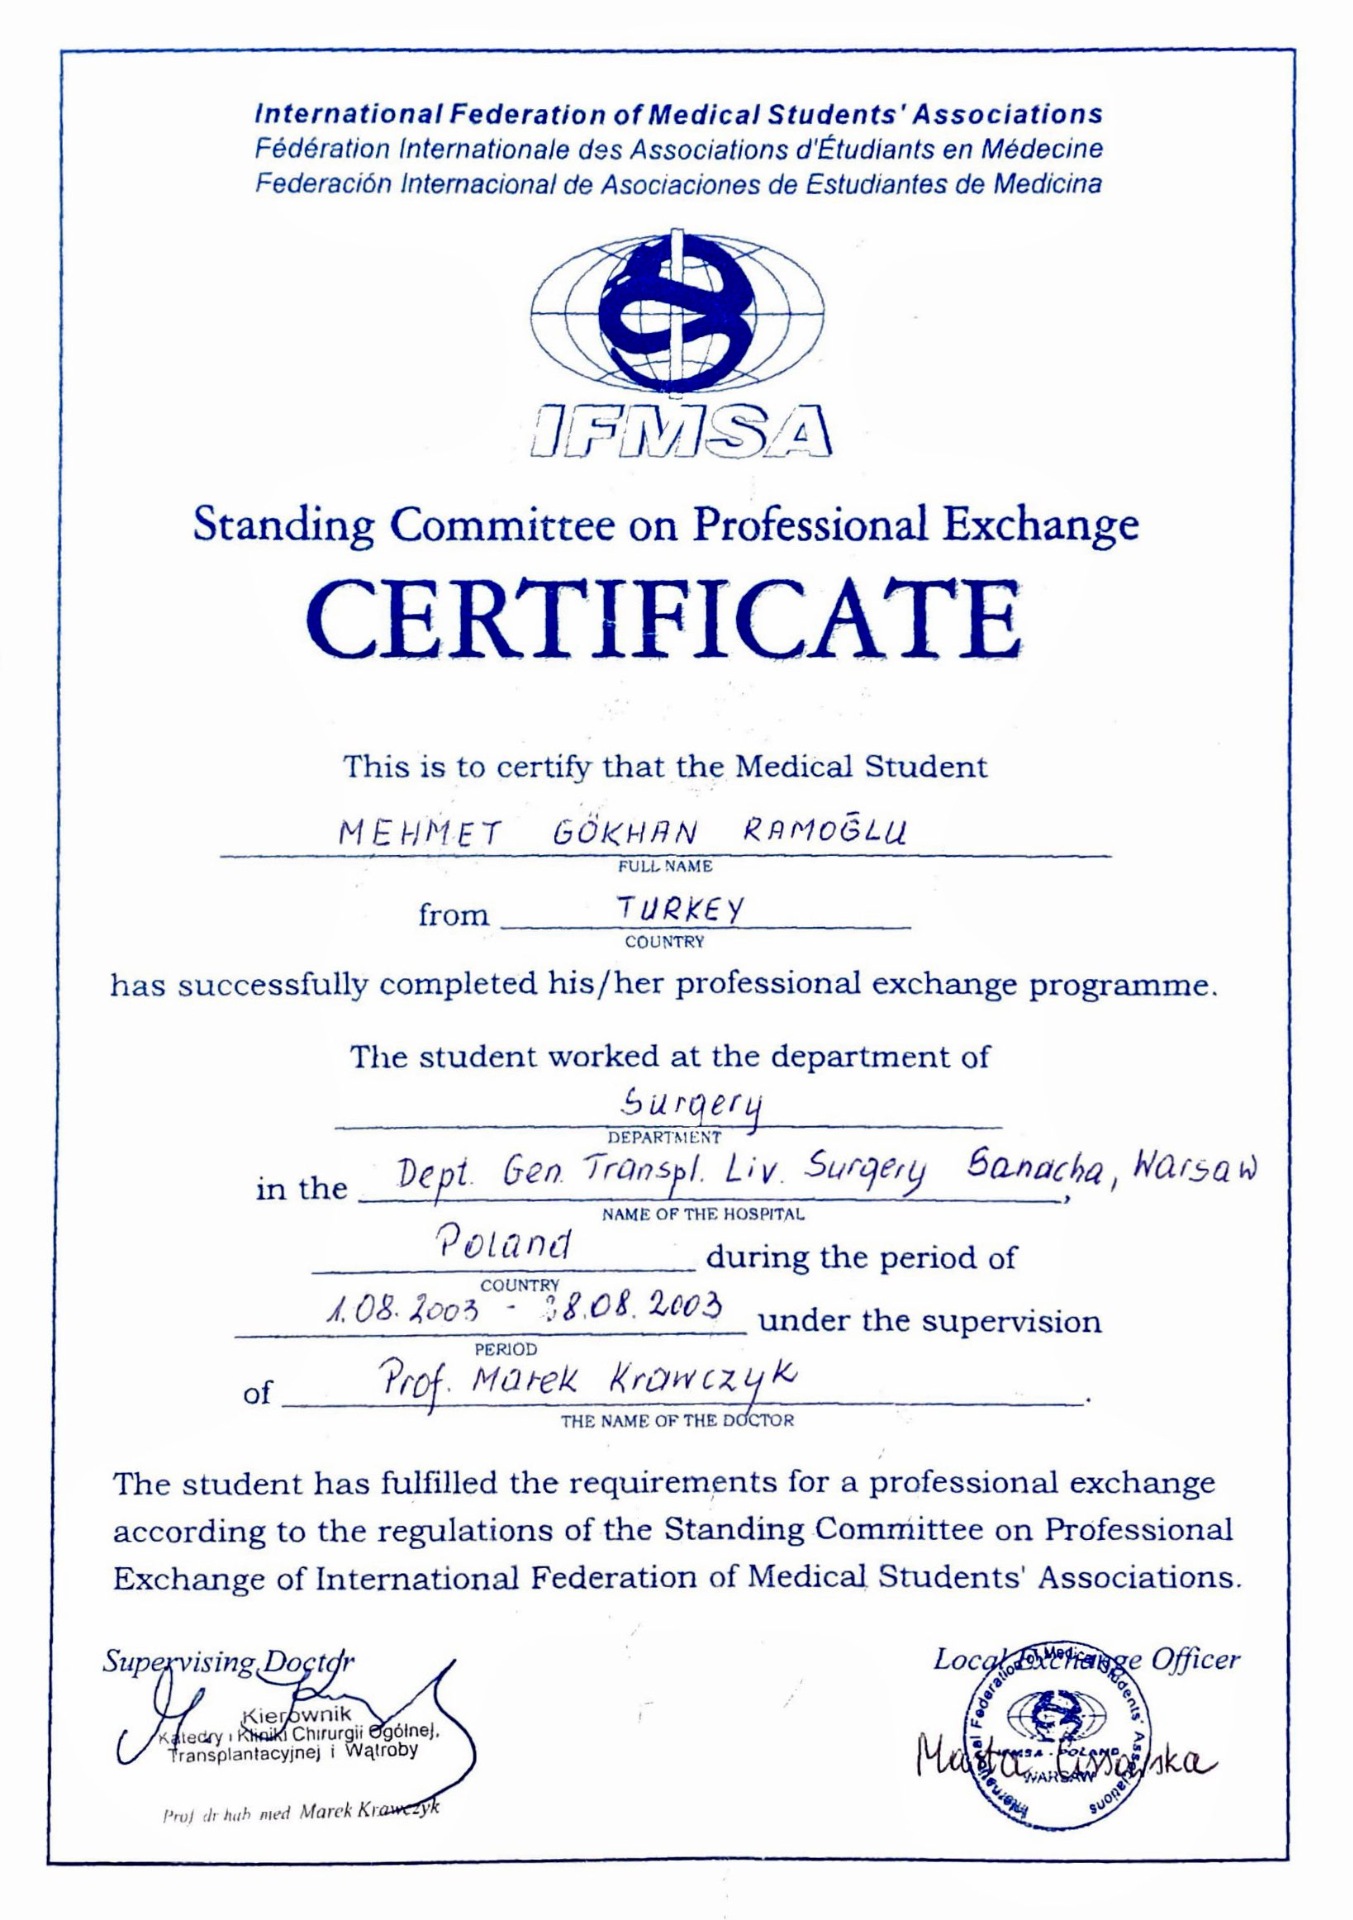 International Federation of Medical Students' Associations
Fédération Internationale des Associations d'Étudiants en Médecine
Federación Internacional de Asociaciones de Estudiantes de Medicina
IFMSA
Standing Committee on Professional Exchange
CERTIFICATE
This is to certify that the Medical Student
MEHMET GÖKHAN RAMOĞLU
FULL NAME
from TURKEY
COUNTRY
has successfully completed his/her professional exchange programme.
The student worked at the department of
Surgery
DEPARTMENT
in the Dept. Gen. Transpl. Liv. Surgery Banacha, Warsaw,
NAME OF THE HOSPITAL
Poland during the period of
COUNTRY
1.08.2003 - 28.08.2003 under the supervision
PERIOD
of Prof. Marek Krawczyk.
THE NAME OF THE DOCTOR
The student has fulfilled the requirements for a professional exchange
according to the regulations of the Standing Committee on Professional
Exchange of International Federation of Medical Students' Associations.
Supervising Doctor
Kierownik
Katedry i Kliniki Chirurgii Ogólnej,
Transplantacyjnej i Wątroby
Prof dr hab med Marek Krawczyk
Local Exchange Officer
International Federation of Medical Students' Associations
IFMSA - POLAND
WARSAW